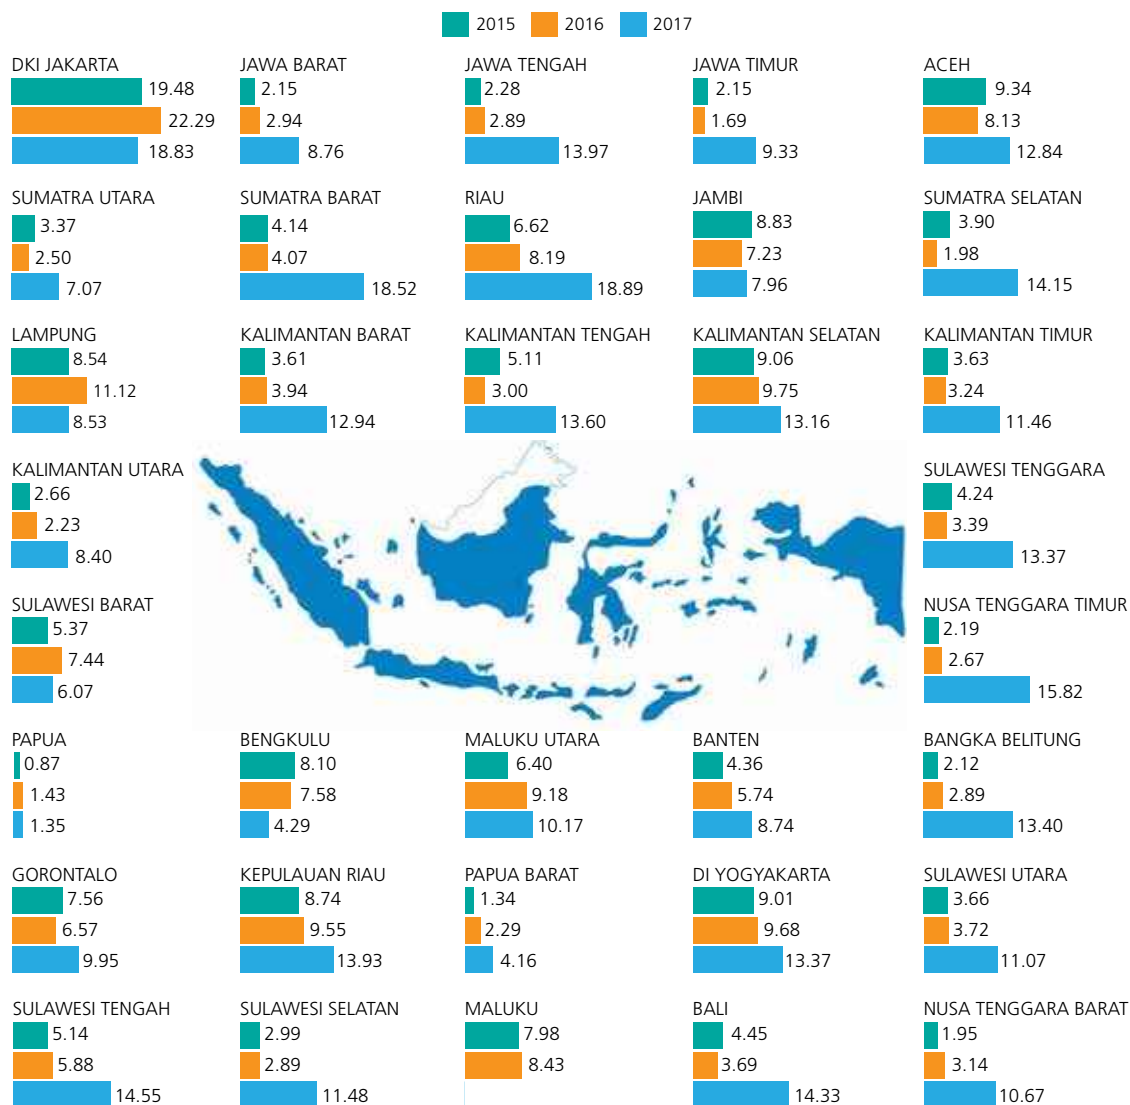 2015 2016 2017
DKI JAKARTA
19.48
22.29
18.83
JAWA BARAT
2.15
2.94
8.76
JAWA TENGAH
2.28
2.89
13.97
JAWA TIMUR
2.15
1.69
9.33
ACEH
9.34
8.13
12.84
SUMATRA UTARA
3.37
2.50
7.07
SUMATRA BARAT
4.14
4.07
18.52
RIAU
6.62
8.19
18.89
JAMBI
8.83
7.23
7.96
SUMATRA SELATAN
3.90
1.98
14.15
LAMPUNG
8.54
11.12
8.53
KALIMANTAN BARAT
3.61
3.94
12.94
KALIMANTAN TENGAH
5.11
3.00
13.60
KALIMANTAN SELATAN
9.06
9.75
13.16
KALIMANTAN TIMUR
3.63
3.24
11.46
KALIMANTAN UTARA
2.66
2.23
8.40
SULAWESI TENGGARA
4.24
3.39
13.37
SULAWESI BARAT
5.37
7.44
6.07
NUSA TENGGARA TIMUR
2.19
2.67
15.82
PAPUA
0.87
1.43
1.35
BENGKULU
8.10
7.58
4.29
MALUKU UTARA
6.40
9.18
10.17
BANTEN
4.36
5.74
8.74
BANGKA BELITUNG
2.12
2.89
13.40
GORONTALO
7.56
6.57
9.95
KEPULAUAN RIAU
8.74
9.55
13.93
PAPUA BARAT
1.34
2.29
4.16
DI YOGYAKARTA
9.01
9.68
13.37
SULAWESI UTARA
3.66
3.72
11.07
SULAWESI TENGAH
5.14
5.88
14.55
SULAWESI SELATAN
2.99
2.89
11.48
MALUKU
7.98
8.43
BALI
4.45
3.69
14.33
NUSA TENGGARA BARAT
1.95
3.14
10.67